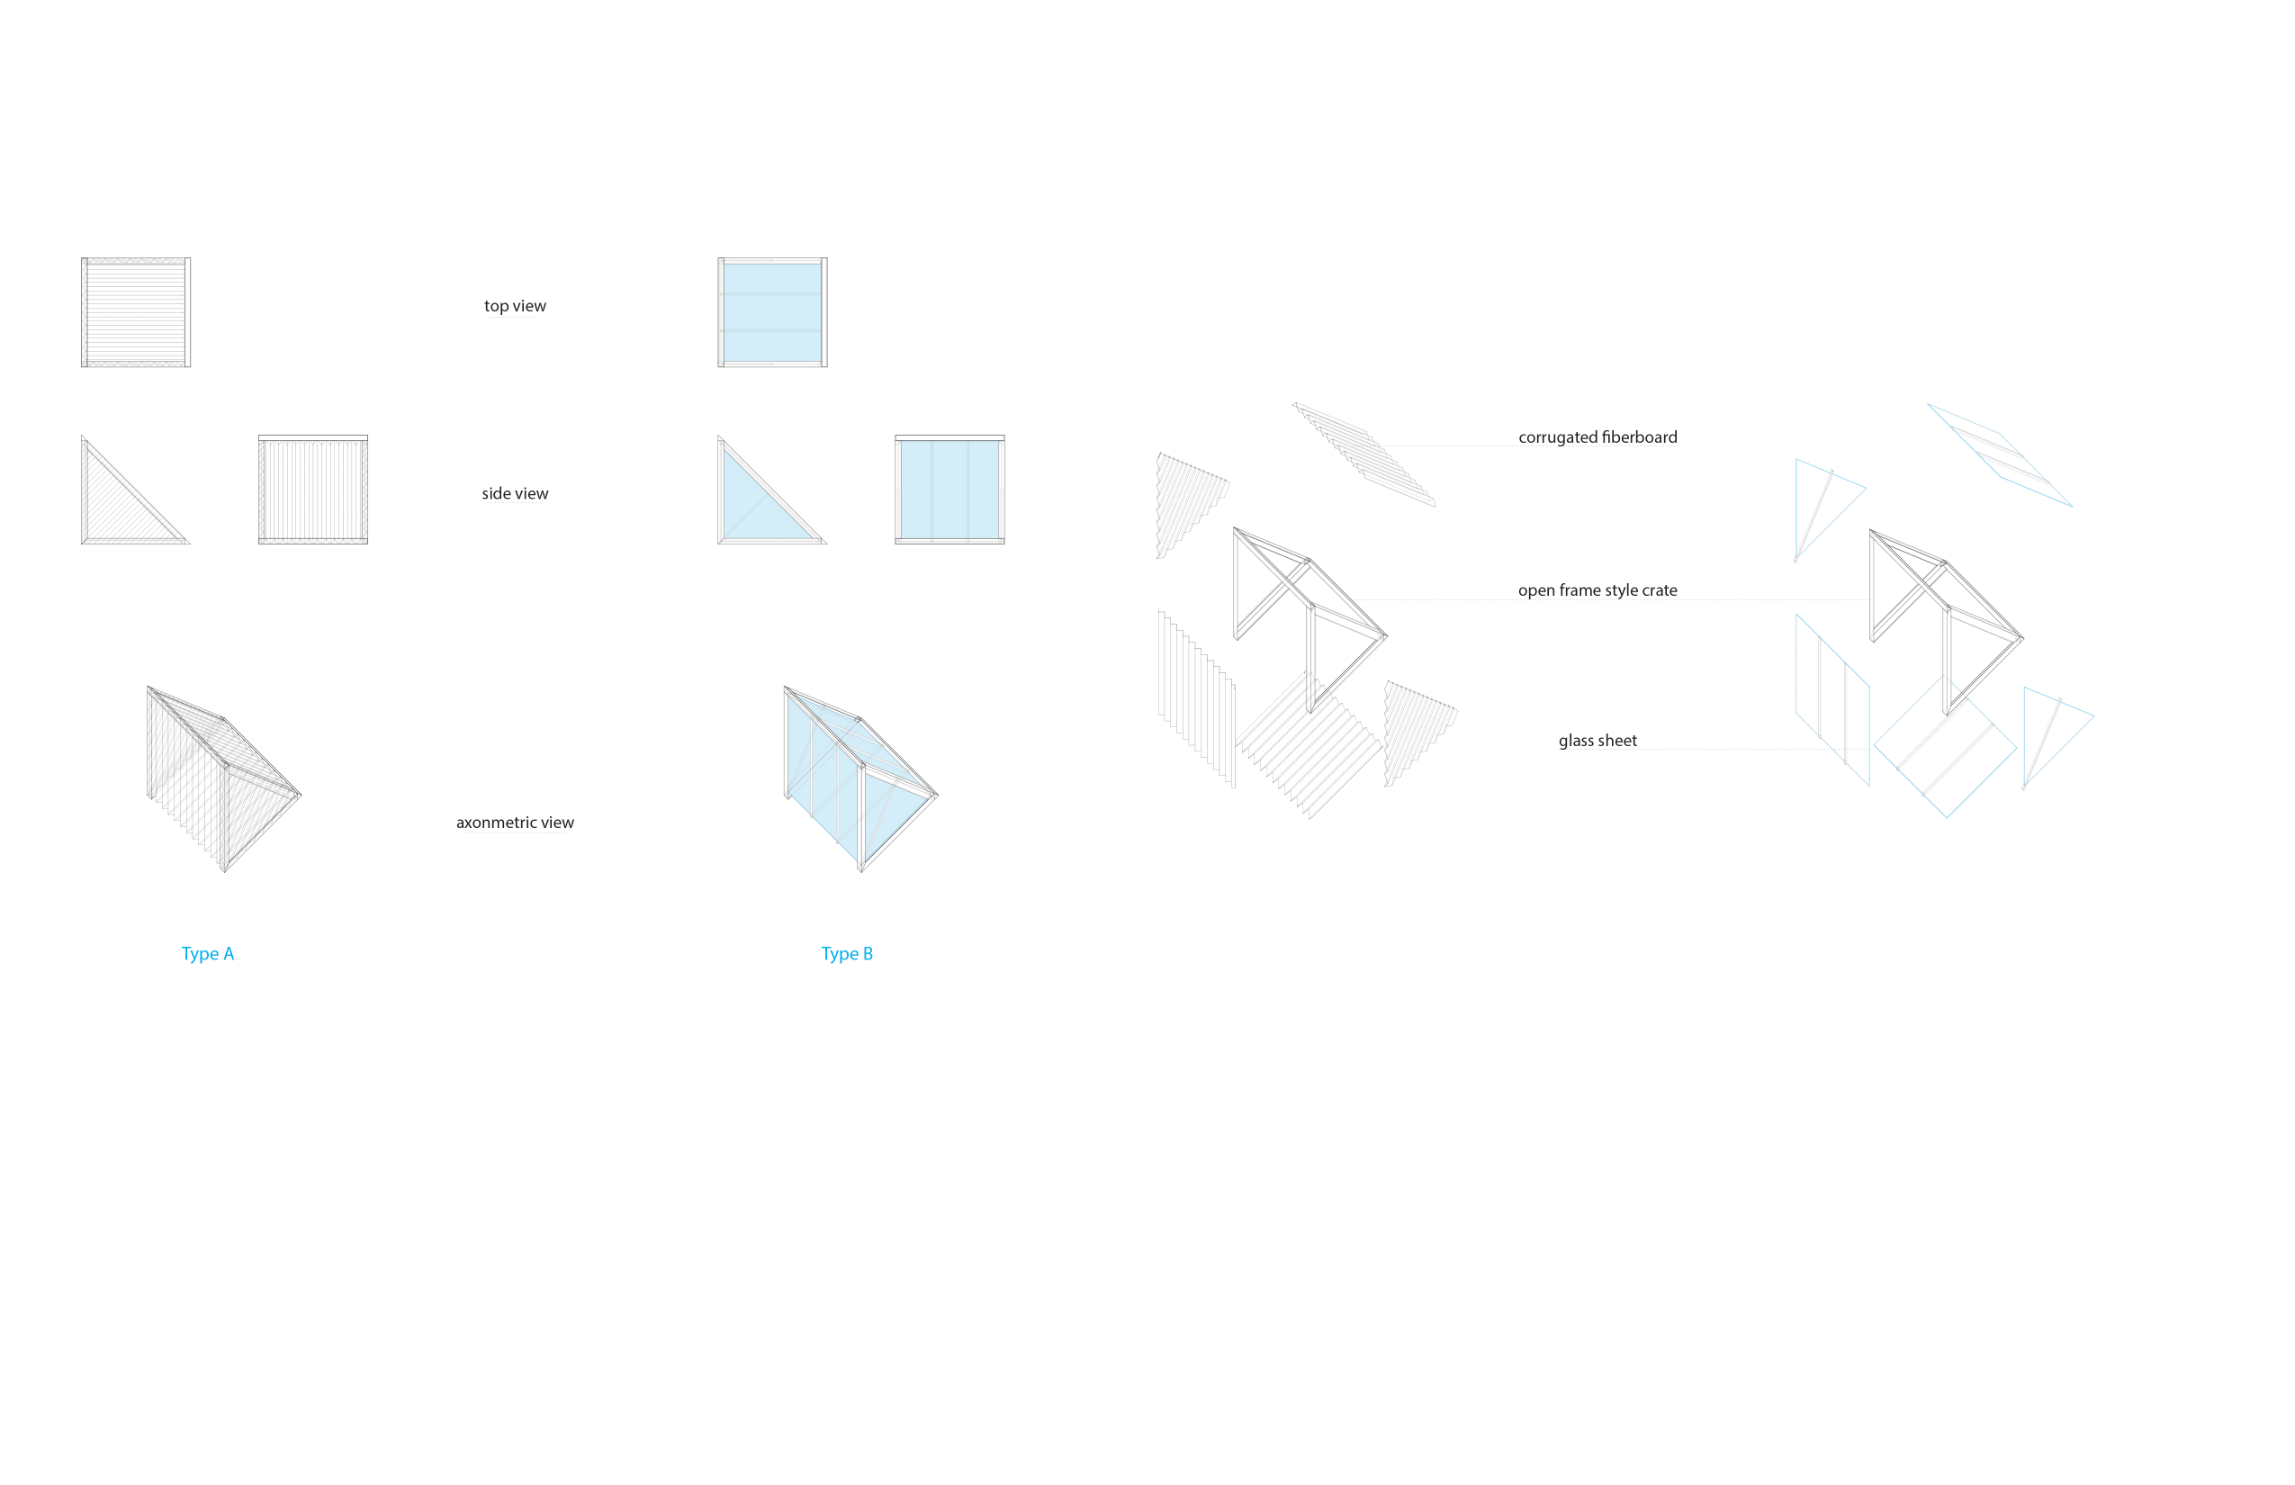 top view
corrugated fiberboard
side view
open frame style crate
glass sheet
axonmetric view
Type A
Type B